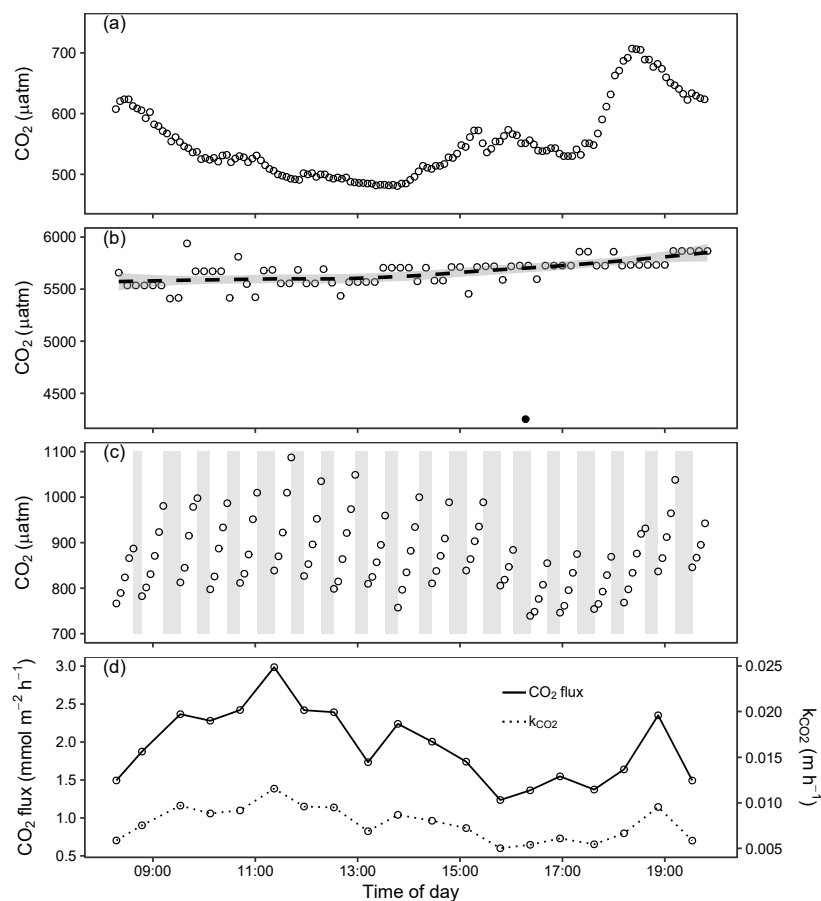 (a)
CO₂ (µatm)
700
600
500
(b)
CO₂ (µatm)
6000
5500
5000
4500
(c)
CO₂ (µatm)
1100
1000
900
800
700
(d)
CO₂ flux (mmol m⁻² h⁻¹)
3.0
2.5
2.0
1.5
1.0
0.5
CO₂ flux
kCO2
0.025
0.020
0.015
0.010
0.005
kCO2 (m h⁻¹)
09:00 11:00 13:00 15:00 17:00 19:00
Time of day